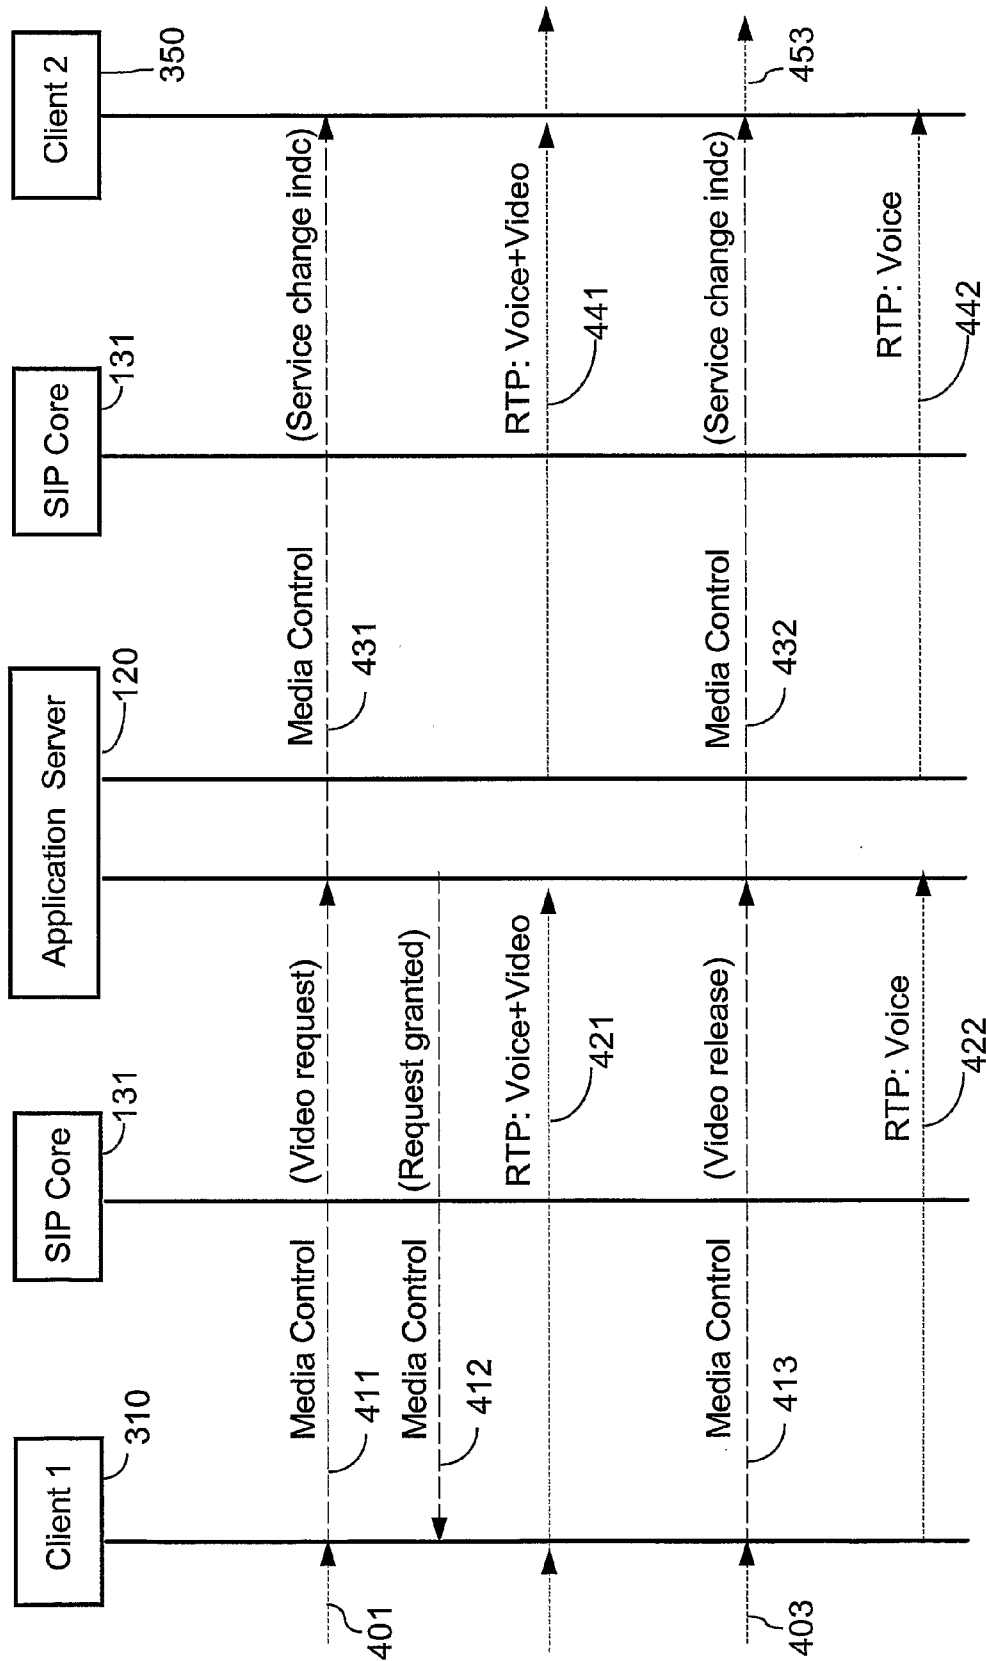 Client 1
310
SIP Core
131
Application Server
120
SIP Core
131
Client 2
350
401
Media Control
(Video request)
411
Media Control
431
(Service change indc)
Media Control
(Request granted)
412
RTP: Voice+Video
421
RTP: Voice+Video
441
403
Media Control
(Video release)
413
Media Control
432
(Service change indc)
453
RTP: Voice
422
RTP: Voice
442